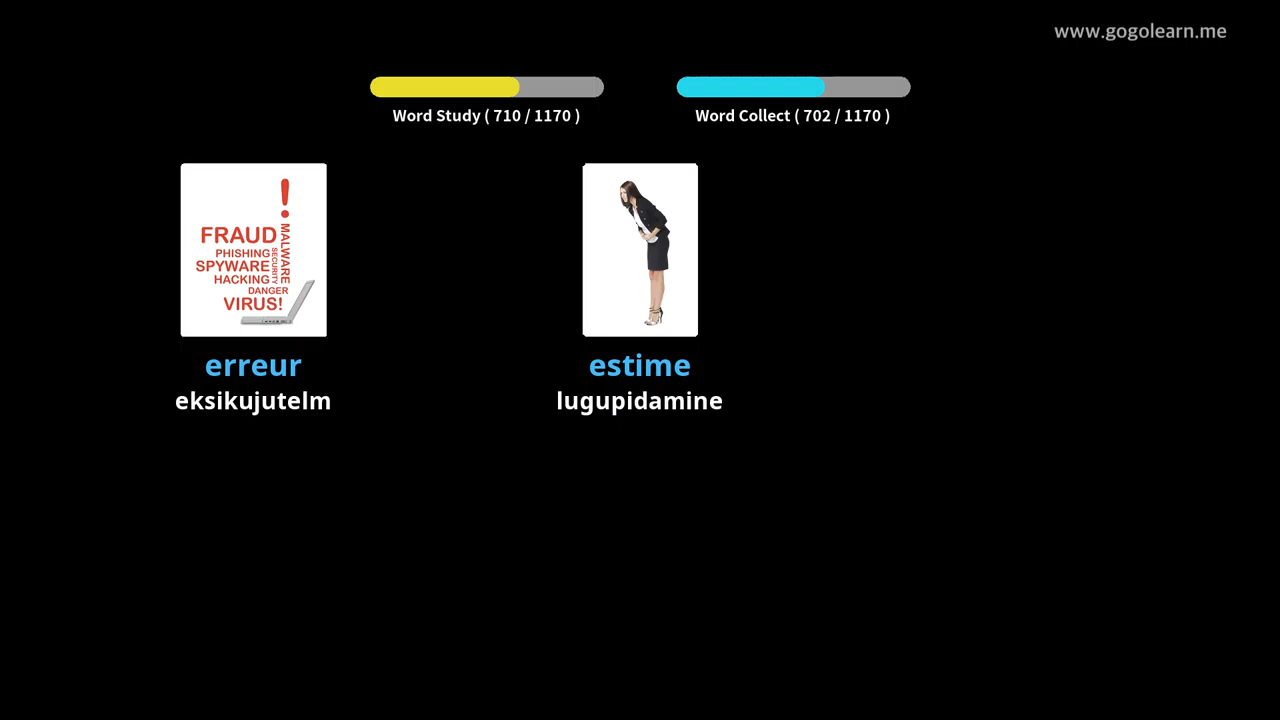 www.gogolearn.me
Word Study ( 710 / 1170 )
Word Collect ( 702 / 1170 )
!
FRAUD
PHISHING
SPYWARE
HACKING
DANGER
VIRUS!
MALWARE
SECURITY
erreur
eksikujutelm
estime
lugupidamine